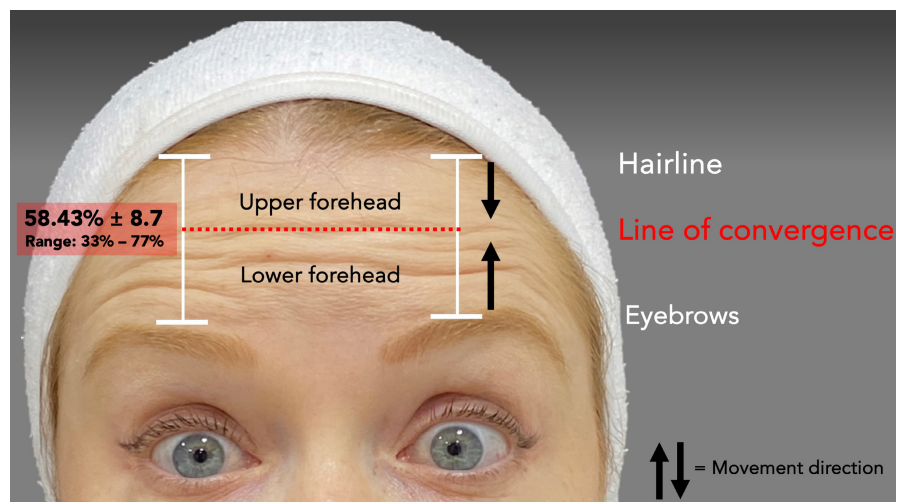 Hairline
Upper forehead
58.43% ± 8.7
Range: 33% – 77%
Line of convergence
Lower forehead
Eyebrows
= Movement direction